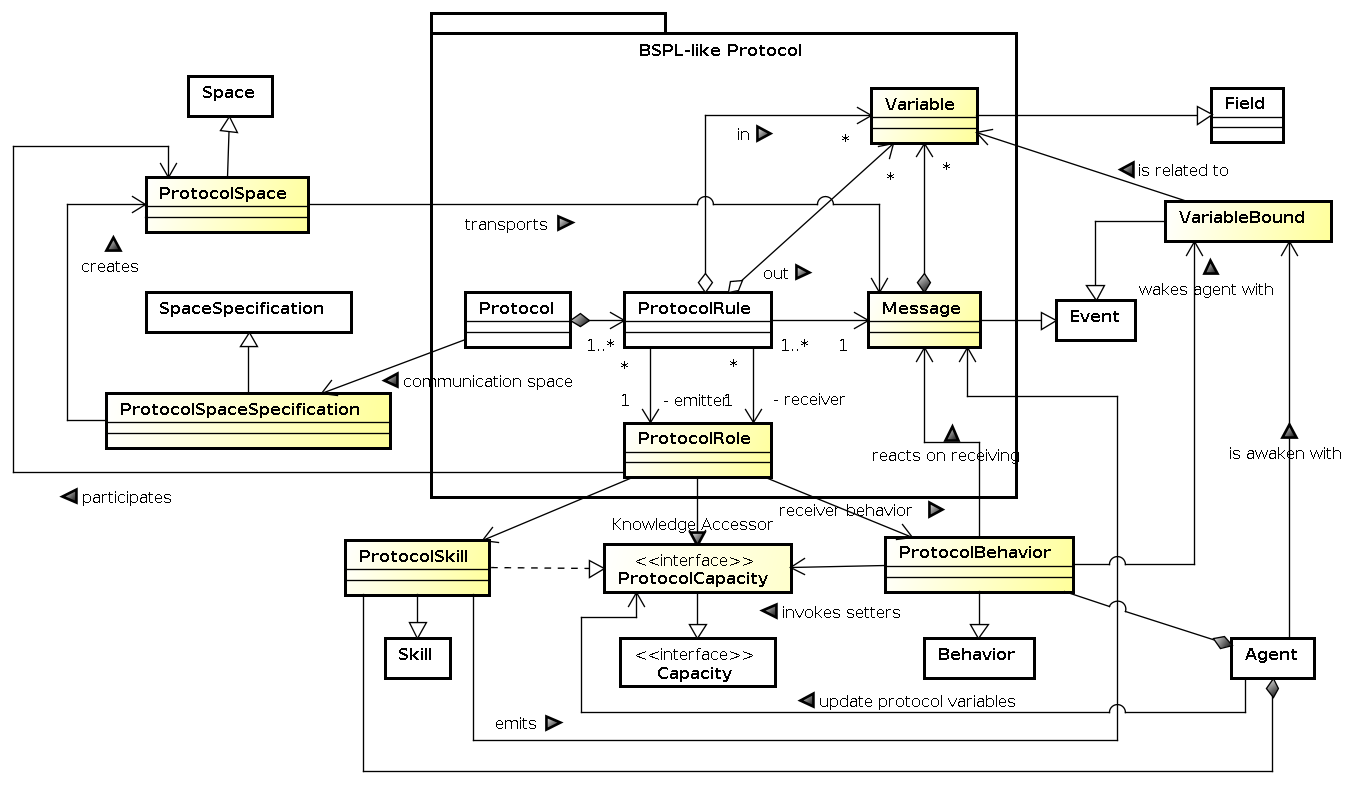 BSPL-like Protocol
Space
Variable
Field
in
*
*
*
is related to
ProtocolSpace
VariableBound
transports
creates
out
wakes agent with
SpaceSpecification
Protocol
ProtocolRule
Message
Event
1..*
1..*
1
*
*
communication space
1
- emitter
1
- receiver
ProtocolSpaceSpecification
ProtocolRole
reacts on receiving
is awaken with
participates
receiver behavior
Knowledge Accessor
ProtocolSkill
<<interface>>
ProtocolCapacity
ProtocolBehavior
invokes setters
Skill
<<interface>>
Capacity
Behavior
Agent
update protocol variables
emits